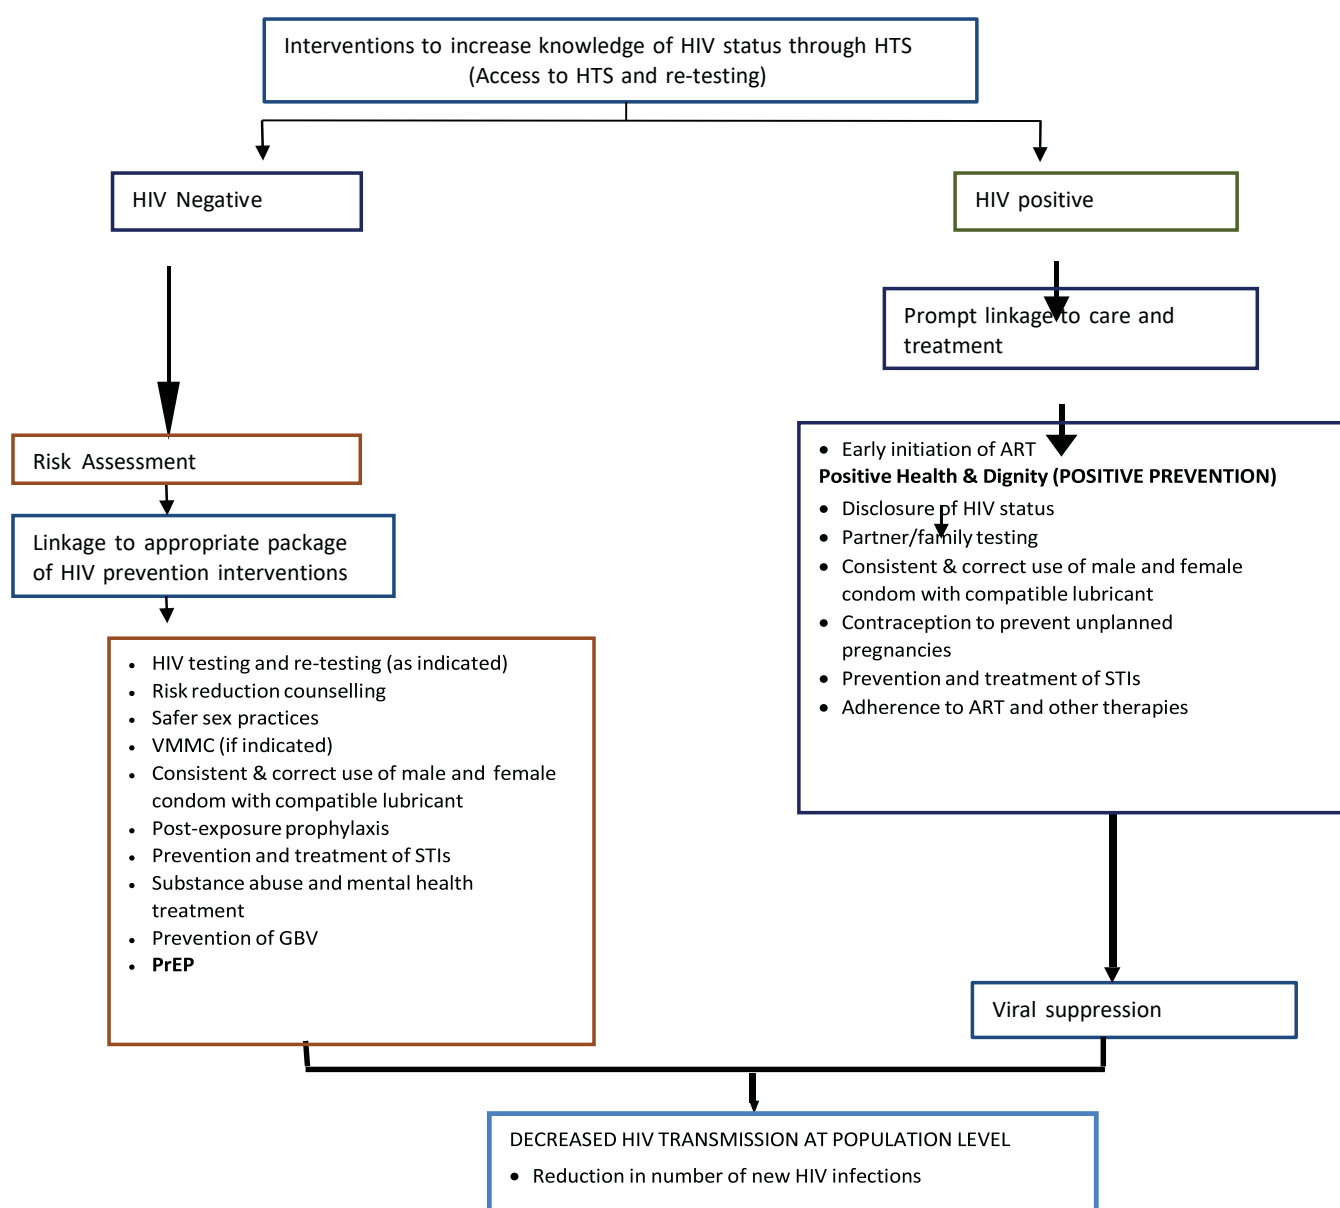 Interventions to increase knowledge of HIV status through HTS
(Access to HTS and re-testing)
HIV Negative
HIV positive
Prompt linkage to care and
treatment
Risk Assessment
Linkage to appropriate package
of HIV prevention interventions
• HIV testing and re-testing (as indicated)
• Risk reduction counselling
• Safer sex practices
• VMMC (if indicated)
• Consistent & correct use of male and female
condom with compatible lubricant
• Post-exposure prophylaxis
• Prevention and treatment of STIs
• Substance abuse and mental health
treatment
• Prevention of GBV
• PrEP
• Early initiation of ART
Positive Health & Dignity (POSITIVE PREVENTION)
• Disclosure of HIV status
• Partner/family testing
• Consistent & correct use of male and female
condom with compatible lubricant
• Contraception to prevent unplanned
pregnancies
• Prevention and treatment of STIs
• Adherence to ART and other therapies
Viral suppression
DECREASED HIV TRANSMISSION AT POPULATION LEVEL
• Reduction in number of new HIV infections